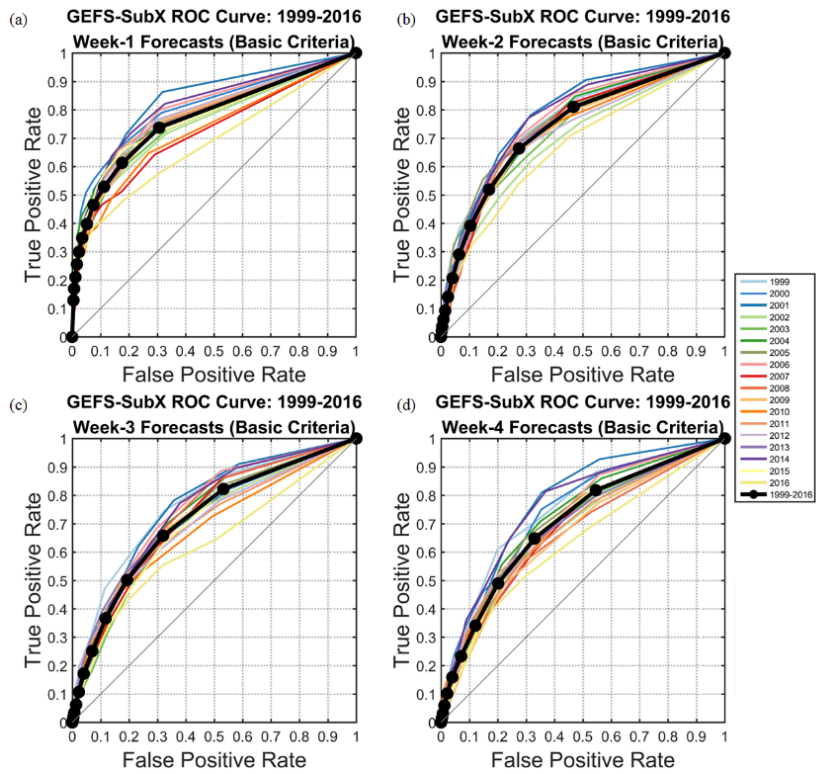 (a)
GEFS-SubX ROC Curve: 1999-2016
Week-1 Forecasts (Basic Criteria)
1
0.9
0.8
0.7
0.6
0.5
0.4
0.3
0.2
0.1
0
True Positive Rate
0 0.1 0.2 0.3 0.4 0.5 0.6 0.7 0.8 0.9 1
False Positive Rate
(b)
GEFS-SubX ROC Curve: 1999-2016
Week-2 Forecasts (Basic Criteria)
1
0.9
0.8
0.7
0.6
0.5
0.4
0.3
0.2
0.1
0
True Positive Rate
0 0.1 0.2 0.3 0.4 0.5 0.6 0.7 0.8 0.9 1
False Positive Rate
(c)
GEFS-SubX ROC Curve: 1999-2016
Week-3 Forecasts (Basic Criteria)
1
0.9
0.8
0.7
0.6
0.5
0.4
0.3
0.2
0.1
0
True Positive Rate
0 0.1 0.2 0.3 0.4 0.5 0.6 0.7 0.8 0.9 1
False Positive Rate
(d)
GEFS-SubX ROC Curve: 1999-2016
Week-4 Forecasts (Basic Criteria)
1
0.9
0.8
0.7
0.6
0.5
0.4
0.3
0.2
0.1
0
True Positive Rate
0 0.1 0.2 0.3 0.4 0.5 0.6 0.7 0.8 0.9 1
False Positive Rate
1999
2000
2001
2002
2003
2004
2005
2006
2007
2008
2009
2010
2011
2012
2013
2014
2015
2016
1999-2016